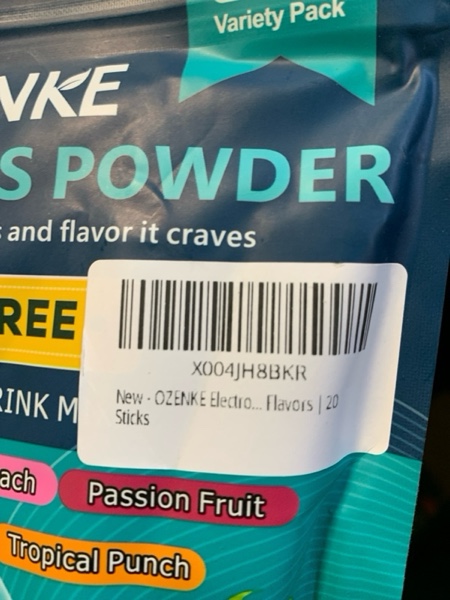 Variety Pack
NKE
S POWDER
s and flavor it craves
REE
X004JH8BKR
RINK M
New - OZENKE Electro... Flavors | 20
Sticks
ach
Passion Fruit
Tropical Punch